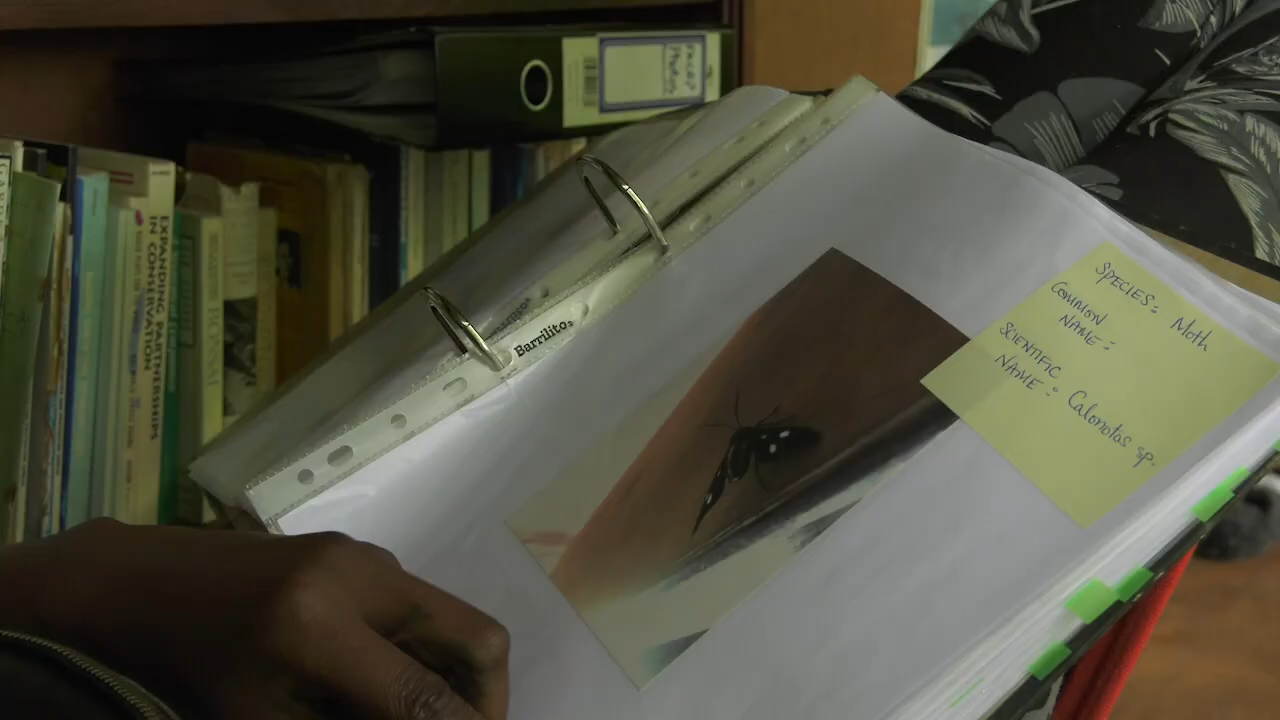 EXPANDING PARTNERSHIPS
IN CONSERVATION
Barrilito
SPECIES: Moth
COMMON
NAME:
SCIENTIFIC
NAME: Calonotos sp.